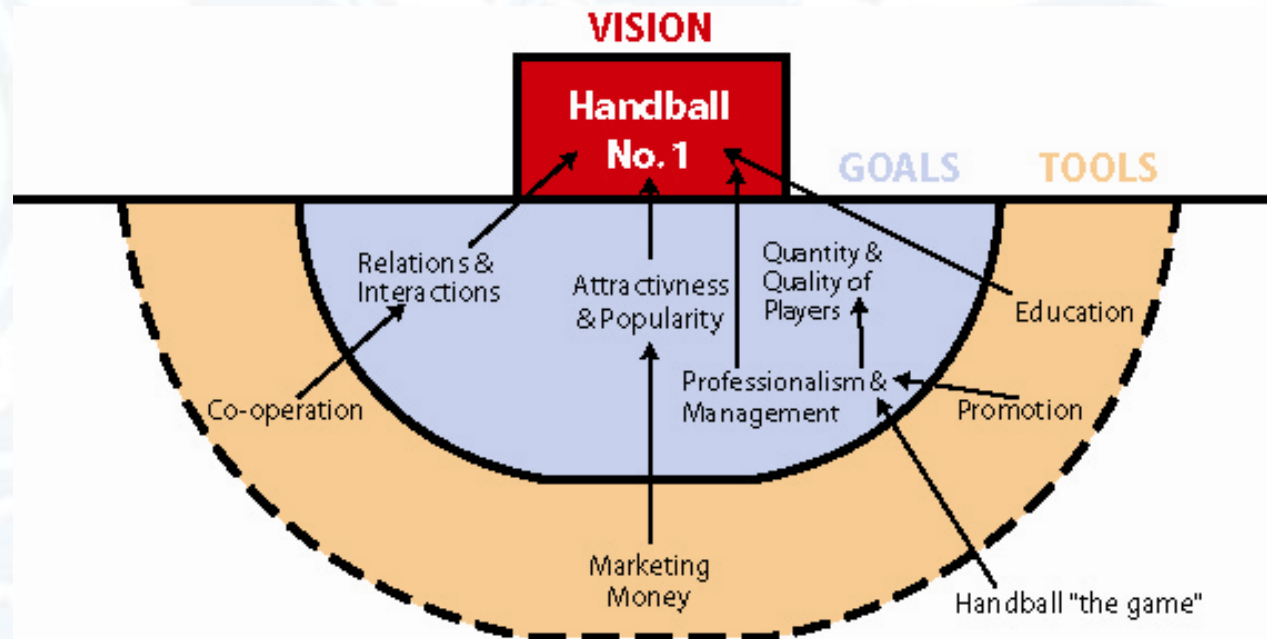 VISION
Handball
No. 1
GOALS
TOOLS
Relations &
Interactions
Attractivness
& Popularity
Quantity &
Quality of
Players
Education
Co-operation
Professionalism &
Management
Promotion
Marketing
Money
Handball "the game"